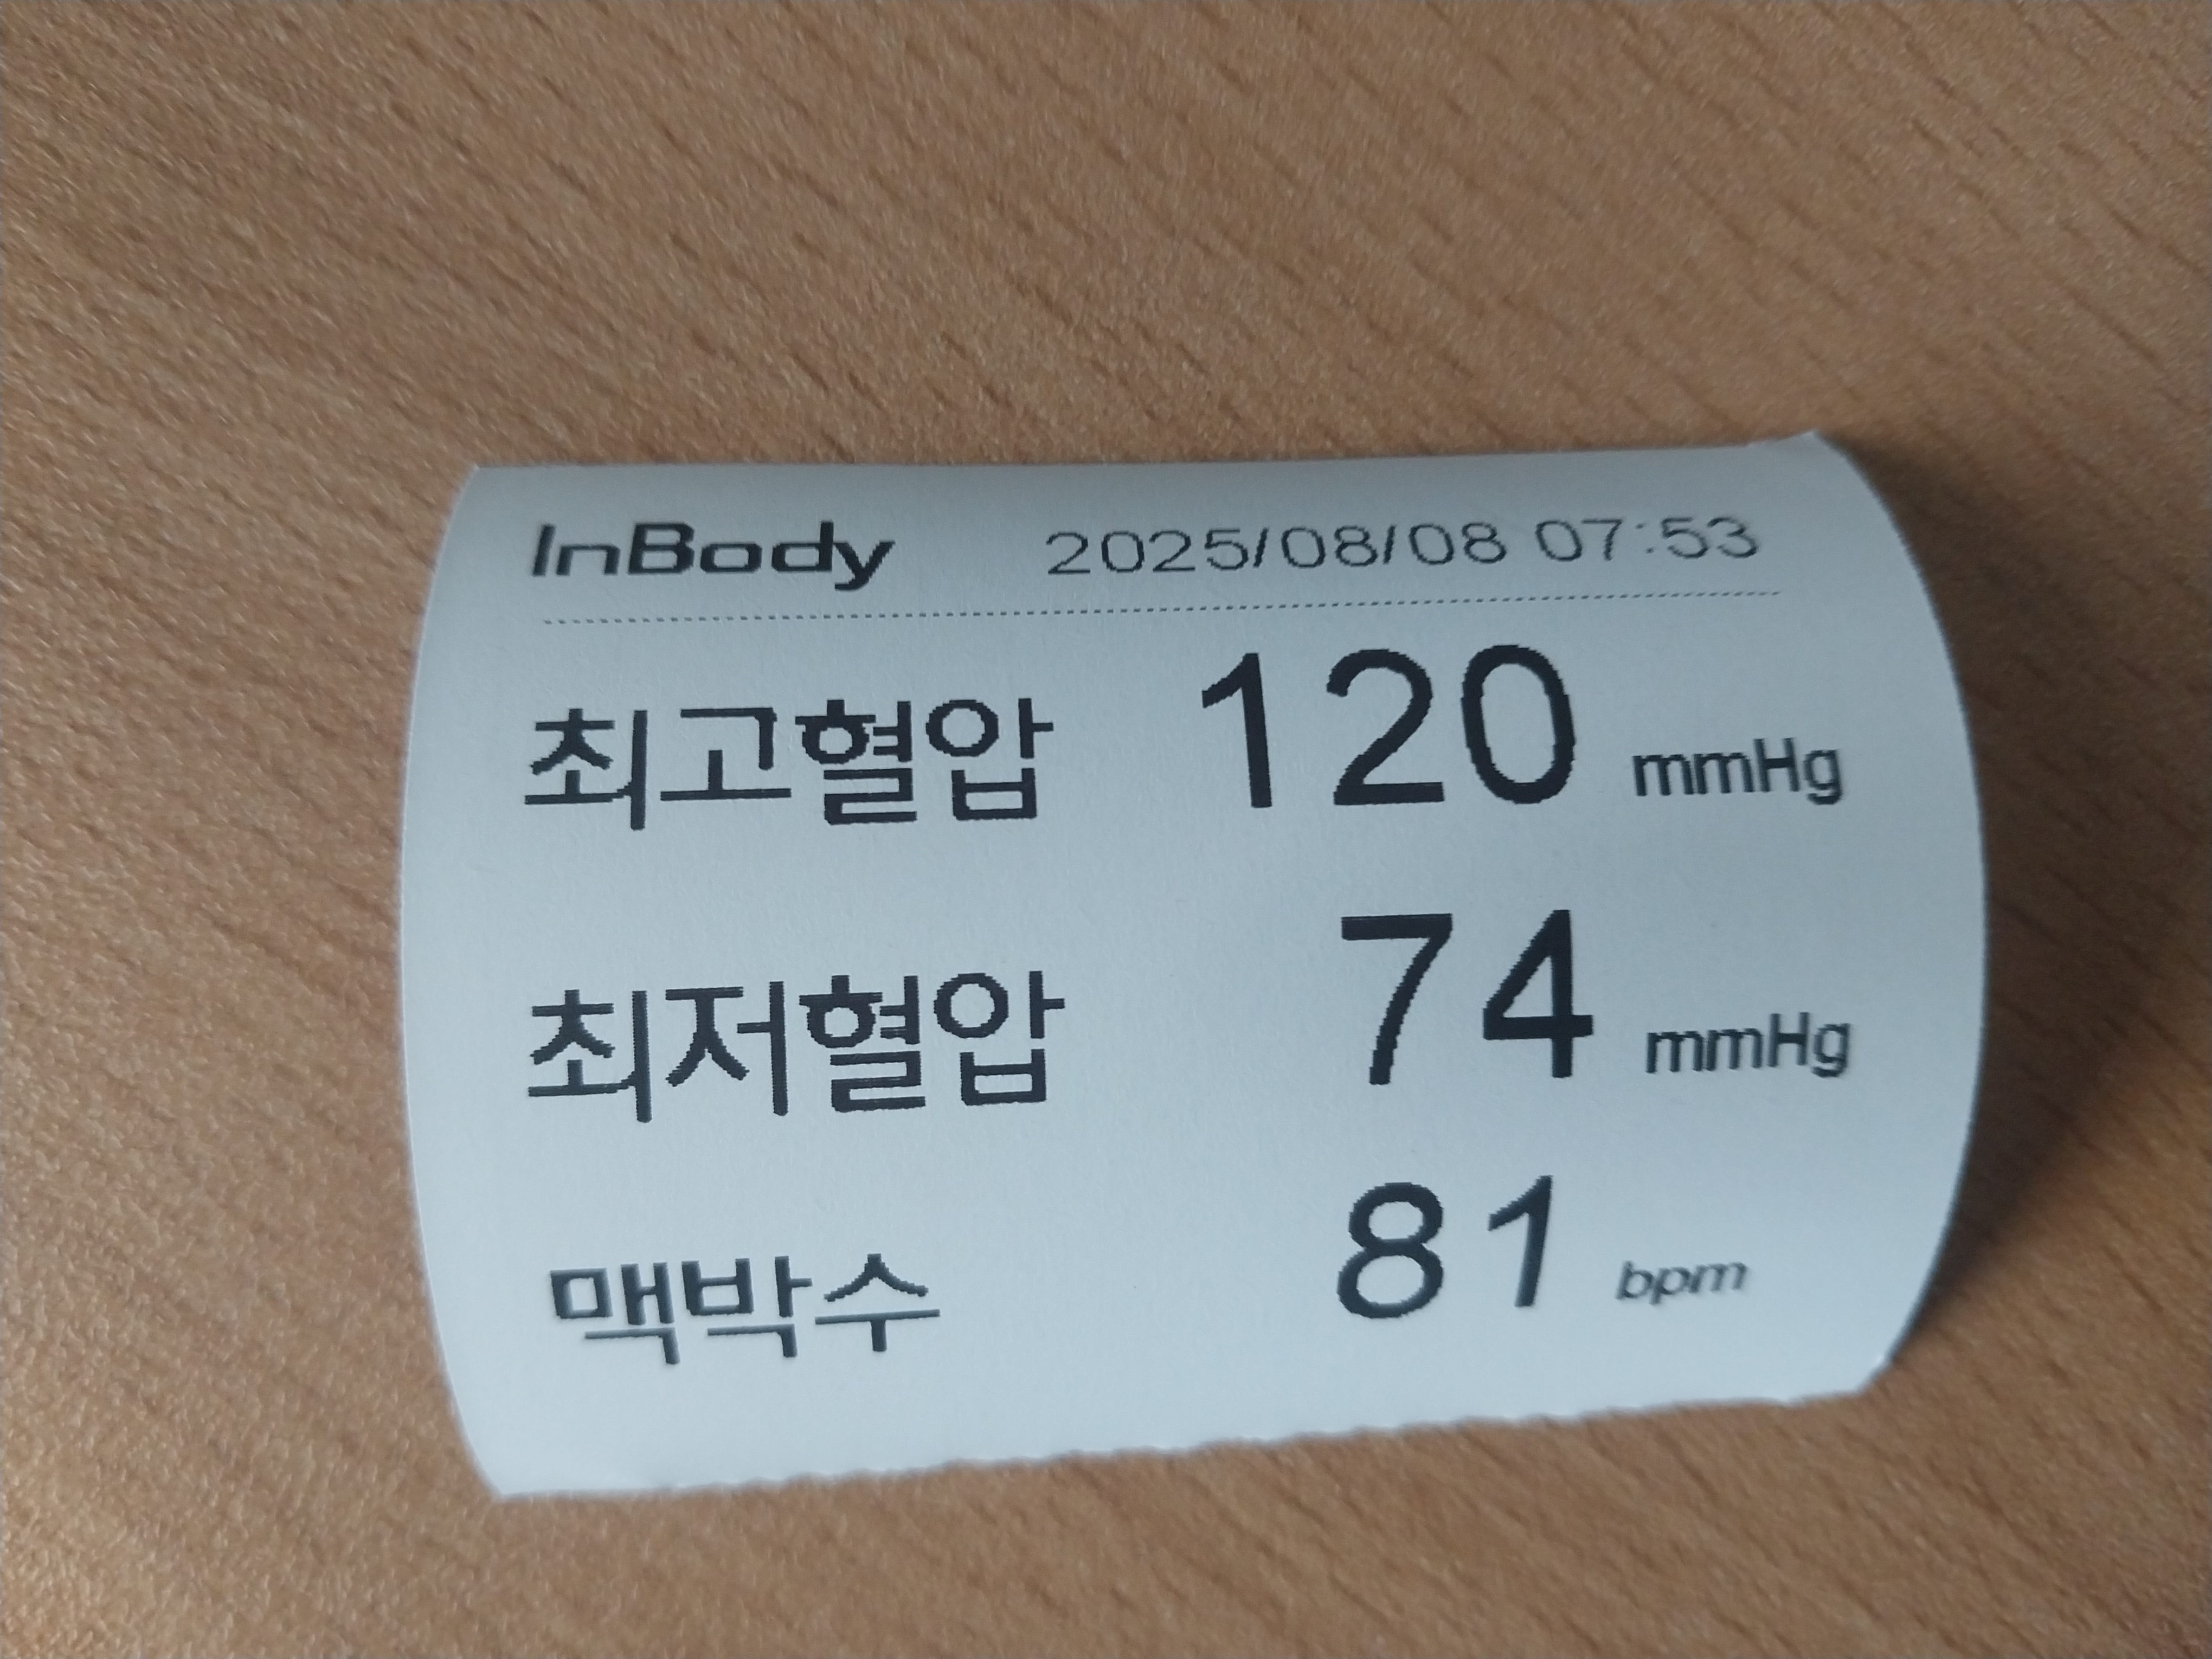 InBody 2025/08/08 07:53
최고혈압 120 mmHg
최저혈압 74 mmHg
맥박수 81 bpm